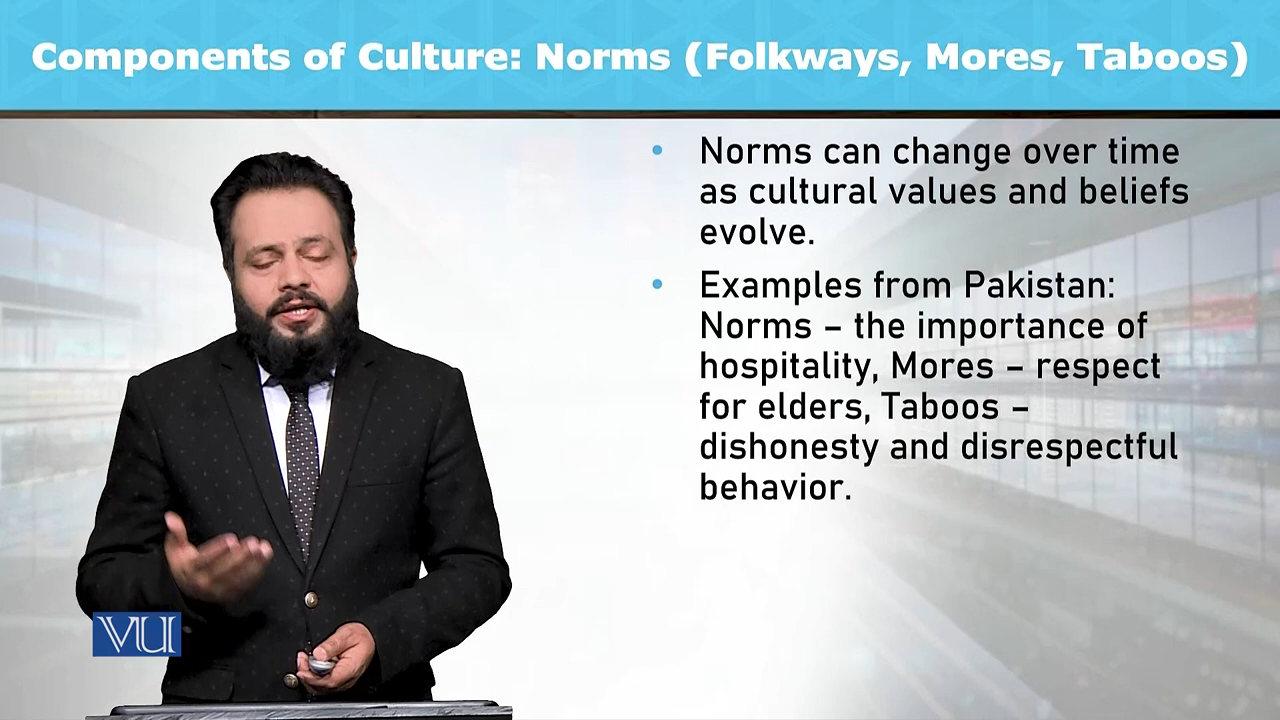 Components of Culture: Norms (Folkways, Mores, Taboos)
• Norms can change over time
as cultural values and beliefs
evolve.
• Examples from Pakistan:
Norms – the importance of
hospitality, Mores – respect
for elders, Taboos –
dishonesty and disrespectful
behavior.
VU